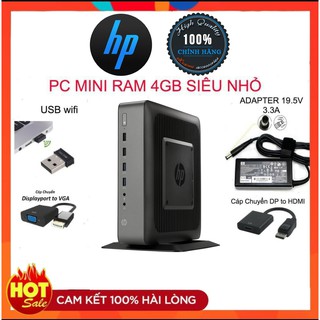 hp
High Quality
100%
CHÍNH HÃNG
PC MINI RAM 4GB SIÊU NHỎ
USB wifi
ADAPTER 19.5V
3.3A
Cáp Chuyển
Displayport to VGA
hp
Cáp Chuyển DP to HDMI
HOT
Sale
CAM KẾT 100% HÀI LÒNG